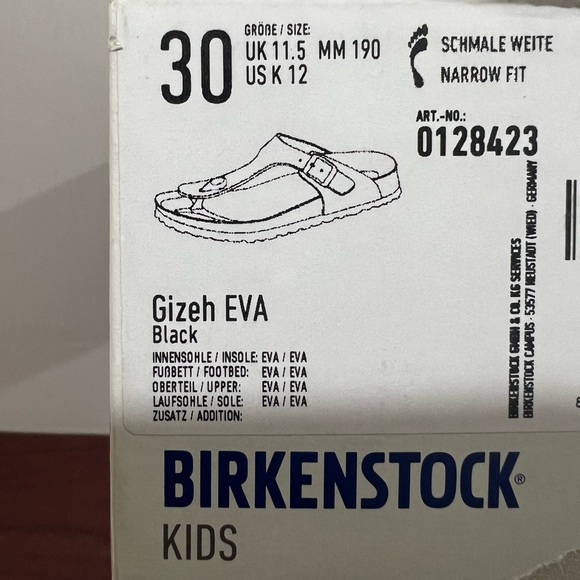 30
GRÖßE / SIZE:
UK 11.5 MM 190
US K 12
SCHMALE WEITE
NARROW FIT
ART.-NO.:
0128423
Gizeh EVA
Black
INNENSOHLE / INSOLE: EVA / EVA
FUßBETT / FOOTBED: EVA / EVA
OBERTEIL / UPPER: EVA / EVA
LAUFSOHLE / SOLE: EVA / EVA
ZUSATZ / ADDITION:
BIRKENSTOCK GMBH & CO. KG SERVICES
BIRKENSTOCK CAMPUS · 53577 NEUSTADT (WIED) · GERMANY
BIRKENSTOCK®
KIDS